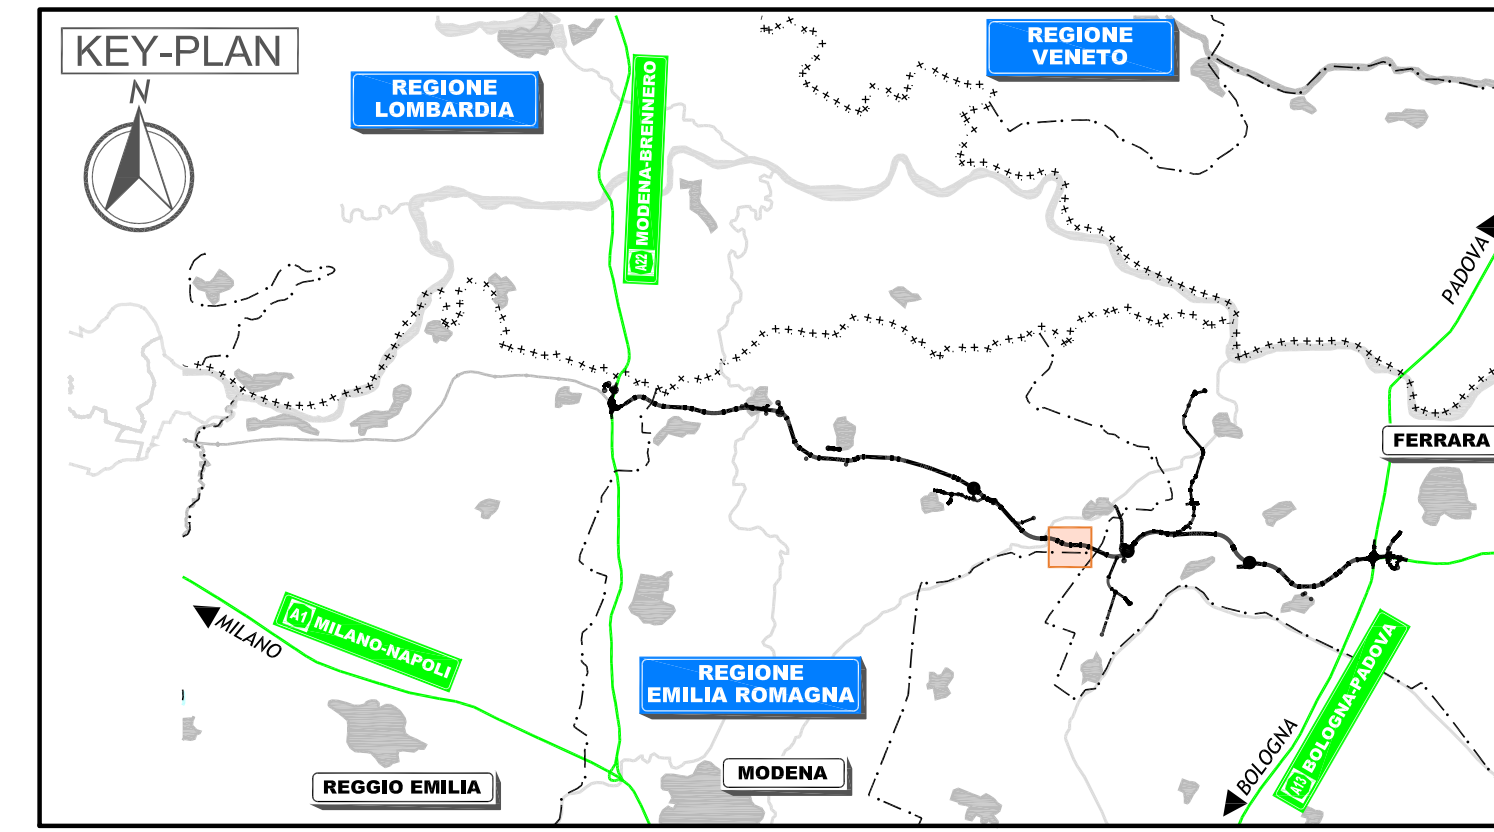 KEY-PLAN
N
REGIONE
LOMBARDIA
A22 MODENA-BRENNERO
REGIONE
VENETO
PADOVA
FERRARA
MILANO
A1 MILANO-NAPOLI
REGIONE
EMILIA ROMAGNA
REGGIO EMILIA
MODENA
BOLOGNA
A13 BOLOGNA-PADOVA